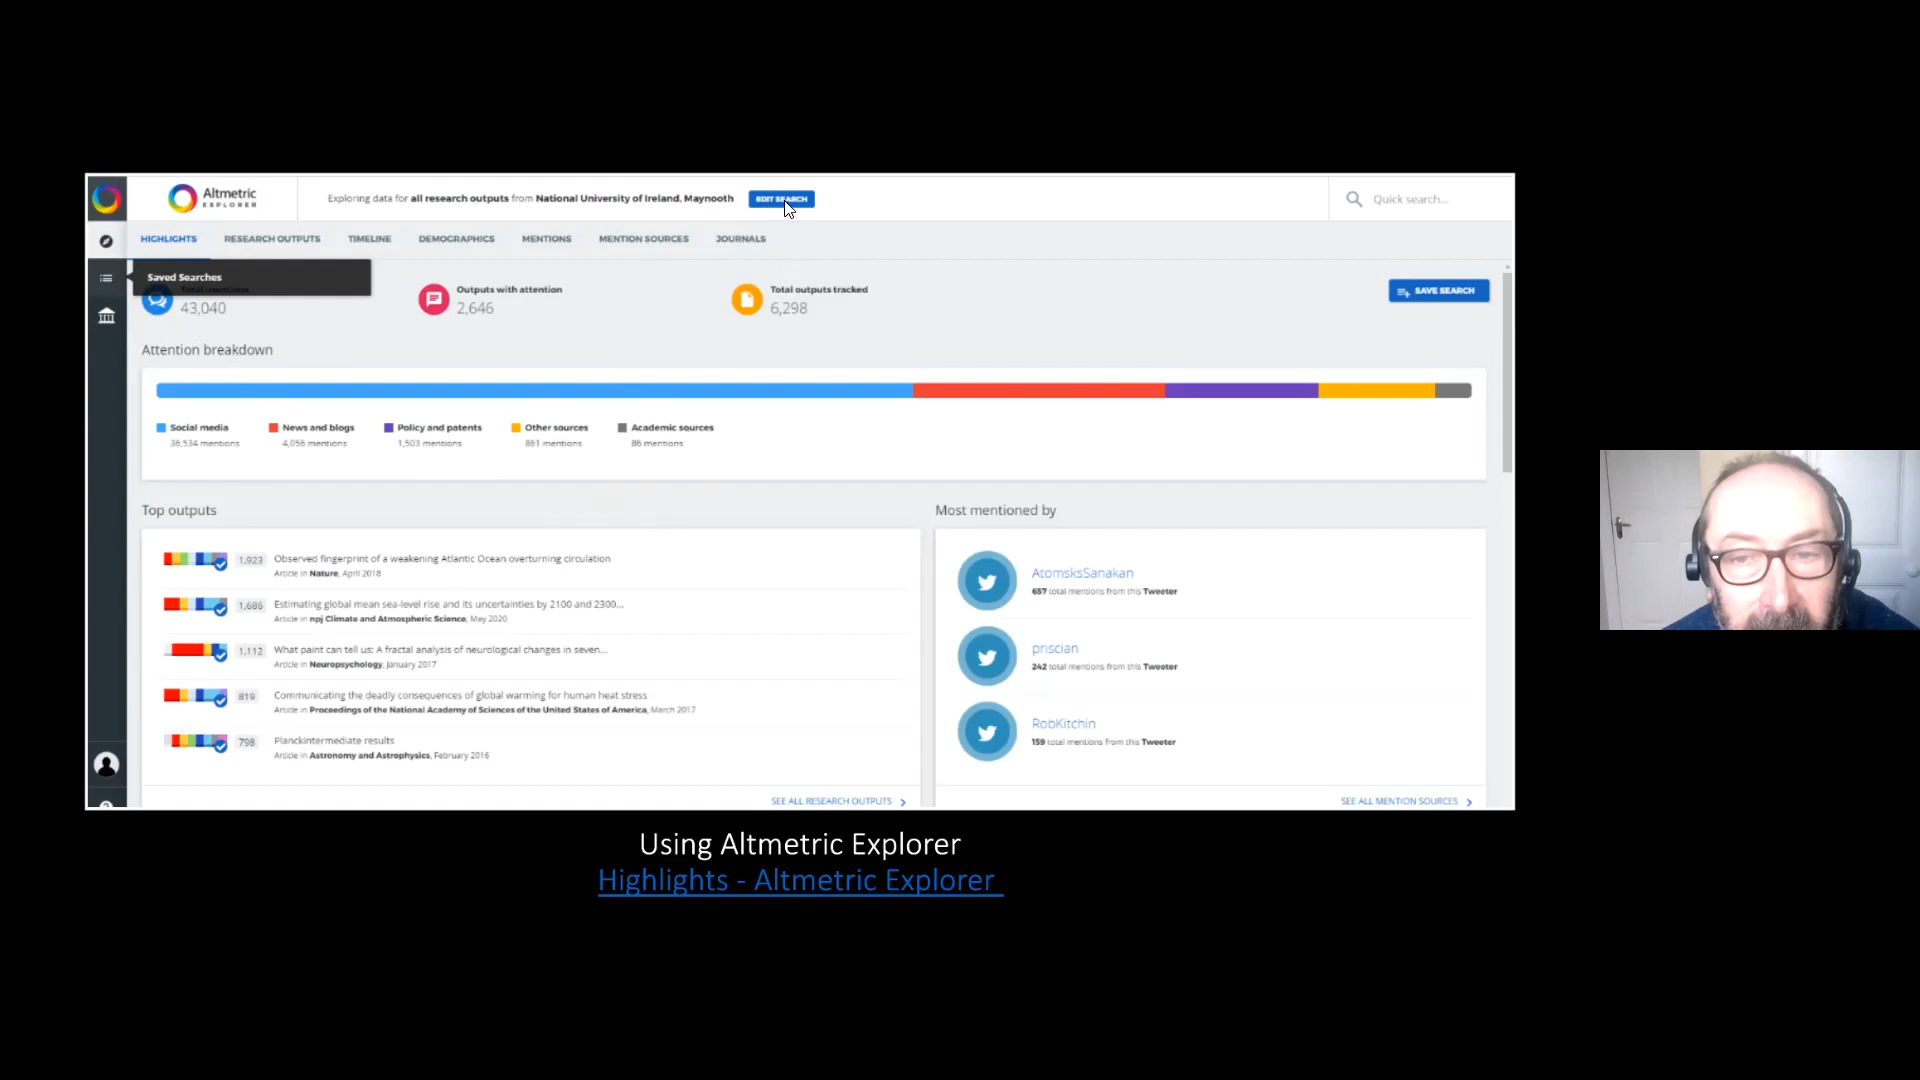 Altmetric
EXPLORER
Exploring data for all research outputs from National University of Ireland, Maynooth
EDIT SEARCH
Quick search...
HIGHLIGHTS
RESEARCH OUTPUTS
TIMELINE
DEMOGRAPHICS
MENTIONS
MENTION SOURCES
JOURNALS
Saved Searches
43,040
Outputs with attention
2,646
Total outputs tracked
6,298
SAVE SEARCH
Attention breakdown
Social media
36,534 mentions
News and blogs
4,056 mentions
Policy and patents
1,503 mentions
Other sources
861 mentions
Academic sources
86 mentions
Top outputs
1,923 Observed fingerprint of a weakening Atlantic Ocean overturning circulation
Article in Nature, April 2018
1,686 Estimating global mean sea-level rise and its uncertainties by 2100 and 2300...
Article in npj Climate and Atmospheric Science, May 2020
1,112 What paint can tell us: A fractal analysis of neurological changes in seven...
Article in Neuropsychology, January 2017
819 Communicating the deadly consequences of global warming for human heat stress
Article in Proceedings of the National Academy of Sciences of the United States of America, March 2017
798 Planckintermediate results
Article in Astronomy and Astrophysics, February 2016
SEE ALL RESEARCH OUTPUTS
Most mentioned by
AtomsksSanakan
657 total mentions from this Tweeter
priscian
242 total mentions from this Tweeter
RobKitchin
159 total mentions from this Tweeter
SEE ALL MENTION SOURCES
Using Altmetric Explorer
Highlights - Altmetric Explorer